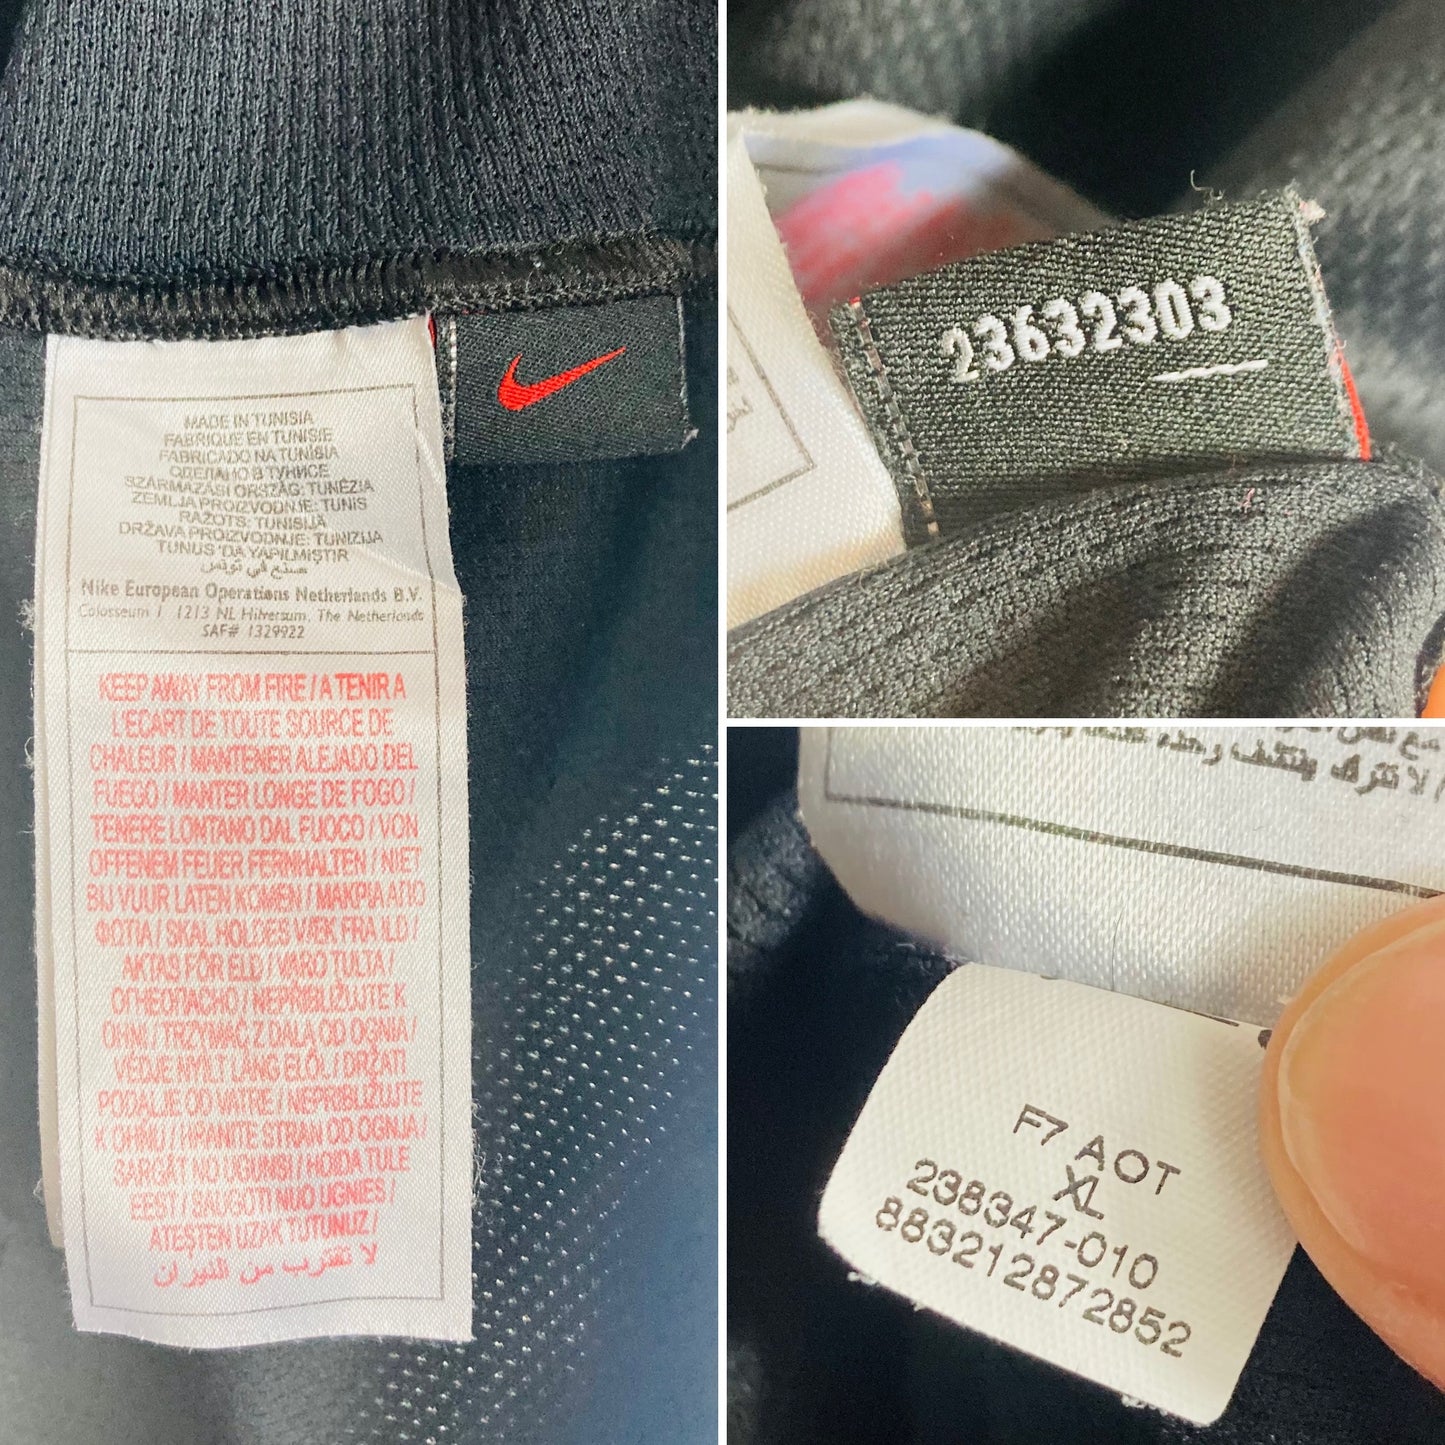 MADE IN TUNISIA
FABRIQUE EN TUNISIE
FABRICADO NA TUNÍSIA
СДЕЛАНО В ТУНИСЕ
SZÁRMAZÁSI ORSZÁG: TUNÉZIA
ZEMLJA PROIZVODNJE: TUNIS
RAŽOTS: TUNISIJĀ
DRŽAVA PROIZVODNJE: TUNIZIJA
TUNUS 'DA YAPILMIŞTIR
صنع في تونس
Nike European Operations Netherlands B.V.
Colosseum 1 1213 NL Hilversum, The Netherlands
SAF# 1329922
KEEP AWAY FROM FIRE / A TENIR A
L'ECART DE TOUTE SOURCE DE
CHALEUR / MANTENER ALEJADO DEL
FUEGO / MANTER LONGE DE FOGO /
TENERE LONTANO DAL FUOCO / VON
OFFENEM FEUER FERNHALTEN / NIET
BIJ VUUR LATEN KOMEN / ΜΑΚΡΙΑ ΑΠΟ
ΦΩΤΙΑ / SKAL HOLDES VÆK FRA ILD /
AKTAS FÖR ELD / VARO TULTA /
ОГНЕОПАСНО / NEPŘIBLIŽUJTE K
OHNI / TRZYMAĆ Z DALA OD OGNIA /
VÉDJE NYÍLT LÁNG ELŐL / DRŽATI
PODALJE OD VATRE / NEPRIBLIŽUJTE
K OHŇU / HRANITE STRAN OD OGNJA /
SARGĀT NO UGUNS / HOIDA TULE
EEST / SAUGOTI NUO UGNIES /
ATEŞTEN UZAK TUTUNUZ /
لا تقترب من النيران
23632303
F7 AOT
XL
238347-010
883212872852